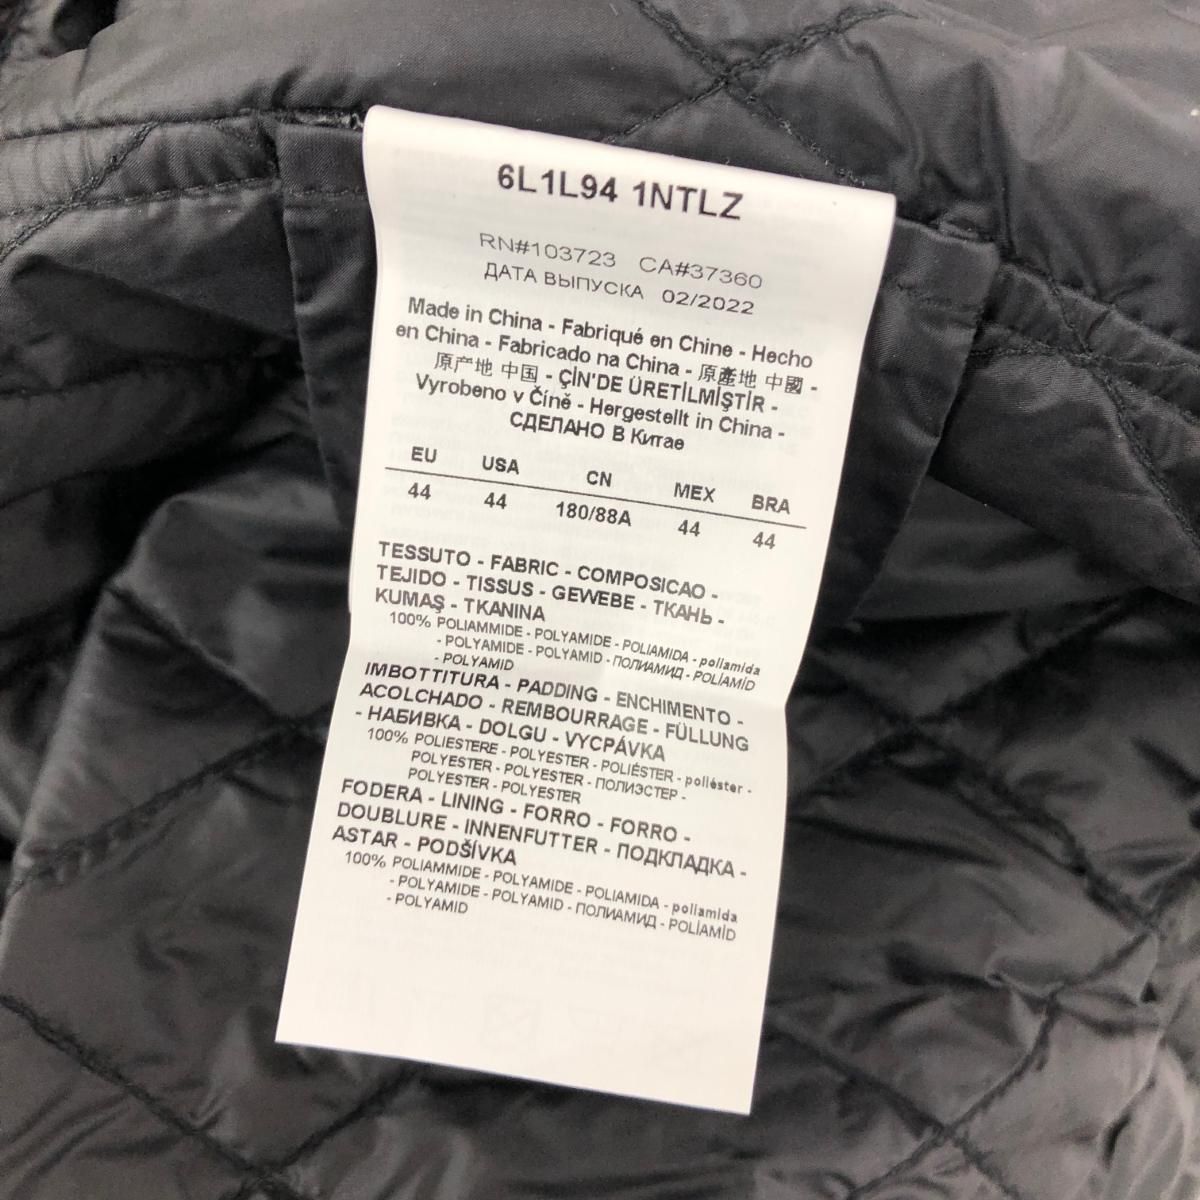 6L1L94 1NTLZ
RN#103723 CA#37360
ДАТА ВЫПУСКА 02/2022
Made in China - Fabriqué en Chine - Hecho
en China - Fabricado na China - 原產地 中國 -
原产地 中国 - ÇİN'DE ÜRETİLMİŞTİR -
Vyrobeno v Číně - Hergestellt in China -
СДЕЛАНО В Китае
EU USA CN MEX BRA
44 44 180/88A 44 44
TESSUTO - FABRIC - COMPOSICAO -
TEJIDO - TISSUS - GEWEBE - ТКАНЬ -
KUMAŞ - TKANINA
100% POLIAMMIDE - POLYAMIDE - POLIAMIDA - poliamida
- POLYAMIDE - POLYAMID - ПОЛИАМИД - POLİAMİD
- POLYAMID
IMBOTTITURA - PADDING - ENCHIMENTO -
ACOLCHADO - REMBOURRAGE - FÜLLUNG
- НАБИВКА - DOLGU - VYCPÁVKA
100% POLIESTERE - POLYESTER - POLIÉSTER - poliéster -
POLYESTER - POLYESTER - ПОЛИЭСТЕР -
POLYESTER - POLYESTER
FODERA - LINING - FORRO - FORRO -
DOUBLURE - INNENFUTTER - ПОДКЛАДКА -
ASTAR - PODŠÍVKA
100% POLIAMMIDE - POLYAMIDE - POLIAMIDA - poliamida
- POLYAMIDE - POLYAMID - ПОЛИАМИД - POLİAMİD
- POLYAMID